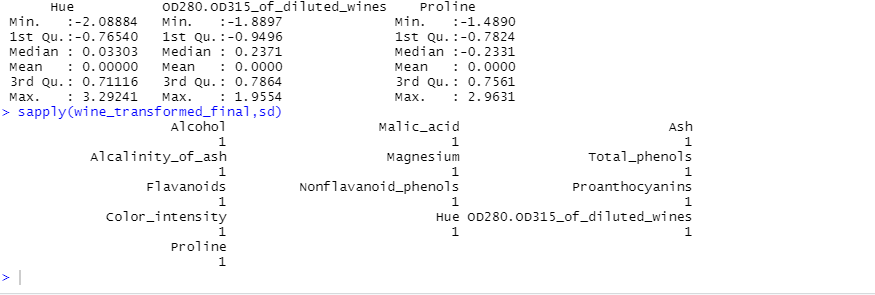 Hue OD280.OD315_of_diluted_wines Proline
Min. :-2.08884 Min. :-1.8897 Min. :-1.4890
1st Qu.:-0.76540 1st Qu.:-0.9496 1st Qu.:-0.7824
Median : 0.03303 Median : 0.2371 Median :-0.2331
Mean : 0.00000 Mean : 0.0000 Mean : 0.0000
3rd Qu.: 0.71116 3rd Qu.: 0.7864 3rd Qu.: 0.7561
Max. : 3.29241 Max. : 1.9554 Max. : 2.9631
> sapply(wine_transformed_final,sd)
Alcohol Malic_acid Ash
1 1 1
Alcalinity_of_ash Magnesium Total_phenols
1 1 1
Flavanoids Nonflavanoid_phenols Proanthocyanins
1 1 1
Color_intensity Hue OD280.OD315_of_diluted_wines
1 1 1
Proline
1
>